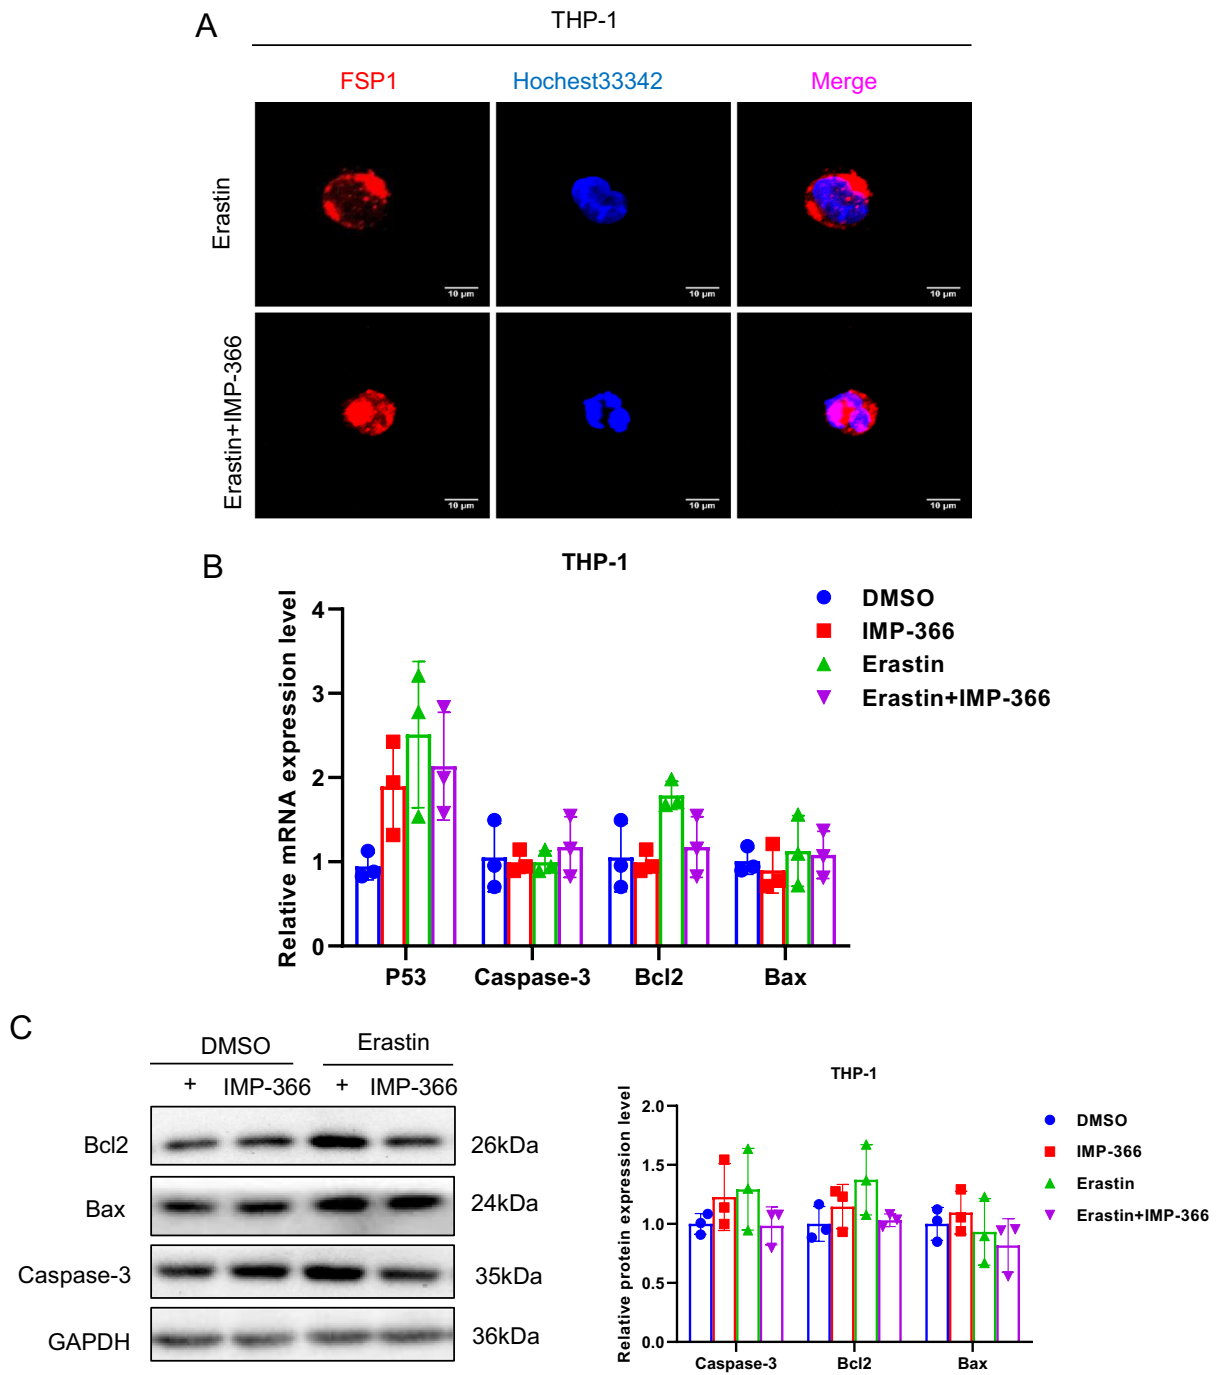 A
THP-1
FSP1 Hochest33342 Merge
Erastin
10 μm 10 μm 10 μm
Erastin+IMP-366
10 μm 10 μm 10 μm
B
THP-1
Relative mRNA expression level
4
3
2
1
0
P53 Caspase-3 Bcl2 Bax
DMSO
IMP-366
Erastin
Erastin+IMP-366
C
DMSO Erastin
+ IMP-366 + IMP-366
Bcl2 26kDa
Bax 24kDa
Caspase-3 35kDa
GAPDH 36kDa
THP-1
Relative protein expression level
2.0
1.5
1.0
0.5
0.0
Caspase-3 Bcl2 Bax
DMSO
IMP-366
Erastin
Erastin+IMP-366